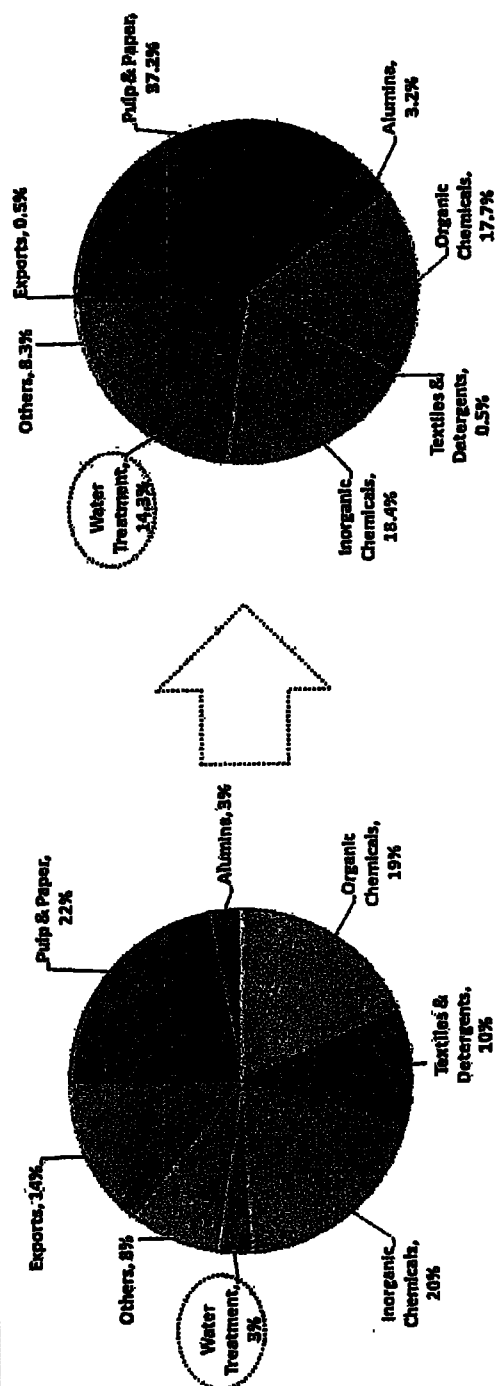 Pulp & Paper,
22%
Alumina, 3%
Organic
Chemicals,
19%
Textiles &
Detergents,
10%
Inorganic
Chemicals,
20%
Water
Treatment,
3%
Others, 8%
Exports, 14%
Pulp & Paper,
37.2%
Alumina,
3.2%
Organic
Chemicals,
17.7%
Textiles &
Detergents,
0.5%
Inorganic
Chemicals,
18.4%
Water
Treatment,
14.3%
Others, 8.3%
Exports, 0.5%